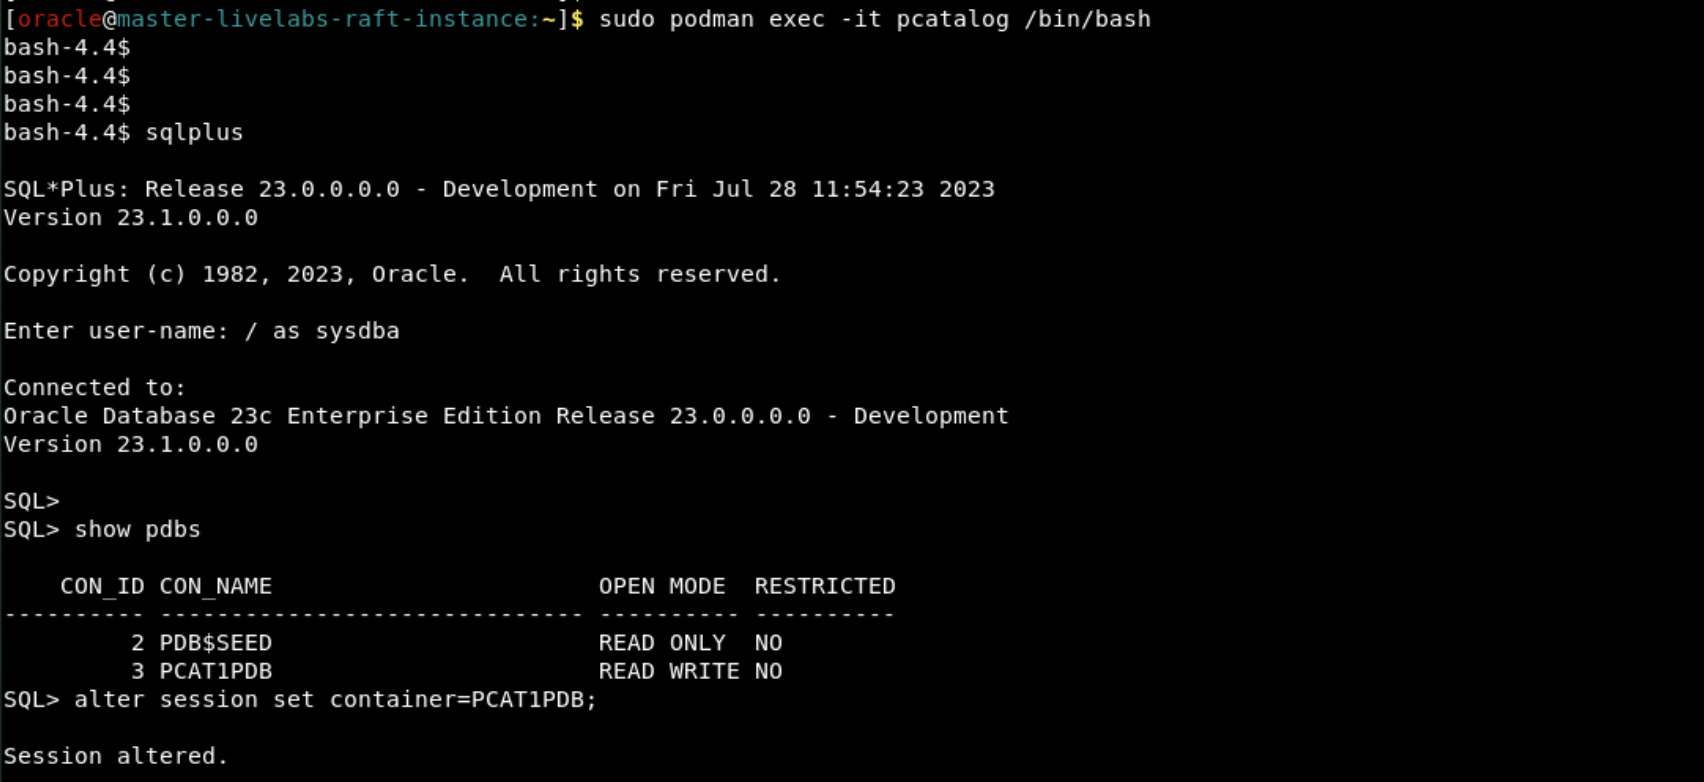 [oracle@master-livelabs-raft-instance:~]$ sudo podman exec -it pcatalog /bin/bash
bash-4.4$
bash-4.4$
bash-4.4$
bash-4.4$ sqlplus
SQL*Plus: Release 23.0.0.0.0 - Development on Fri Jul 28 11:54:23 2023
Version 23.1.0.0.0
Copyright (c) 1982, 2023, Oracle.  All rights reserved.
Enter user-name: / as sysdba
Connected to:
Oracle Database 23c Enterprise Edition Release 23.0.0.0.0 - Development
Version 23.1.0.0.0
SQL>
SQL> show pdbs
    CON_ID CON_NAME                       OPEN MODE  RESTRICTED
---------- ------------------------------ ---------- ----------
         2 PDB$SEED                       READ ONLY  NO
         3 PCAT1PDB                       READ WRITE NO
SQL> alter session set container=PCAT1PDB;
Session altered.